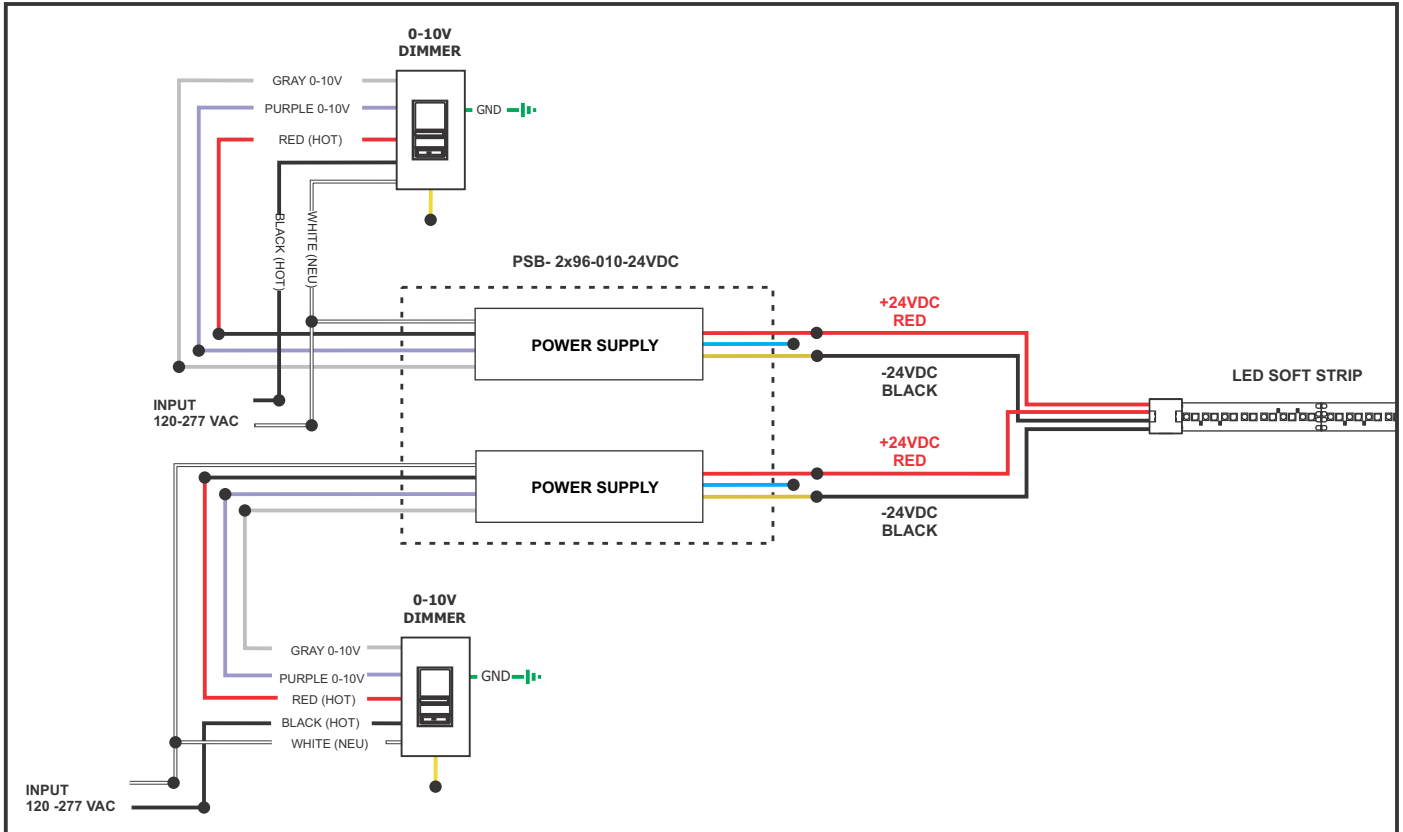 0-10V
DIMMER
GRAY 0-10V
PURPLE 0-10V
GND
RED (HOT)
BLACK (HOT)
WHITE (NEU)
PSB- 2x96-010-24VDC
+24VDC
RED
POWER SUPPLY
-24VDC
BLACK
LED SOFT STRIP
INPUT
120-277 VAC
+24VDC
RED
POWER SUPPLY
-24VDC
BLACK
0-10V
DIMMER
GRAY 0-10V
PURPLE 0-10V
GND
RED (HOT)
BLACK (HOT)
WHITE (NEU)
INPUT
120 -277 VAC